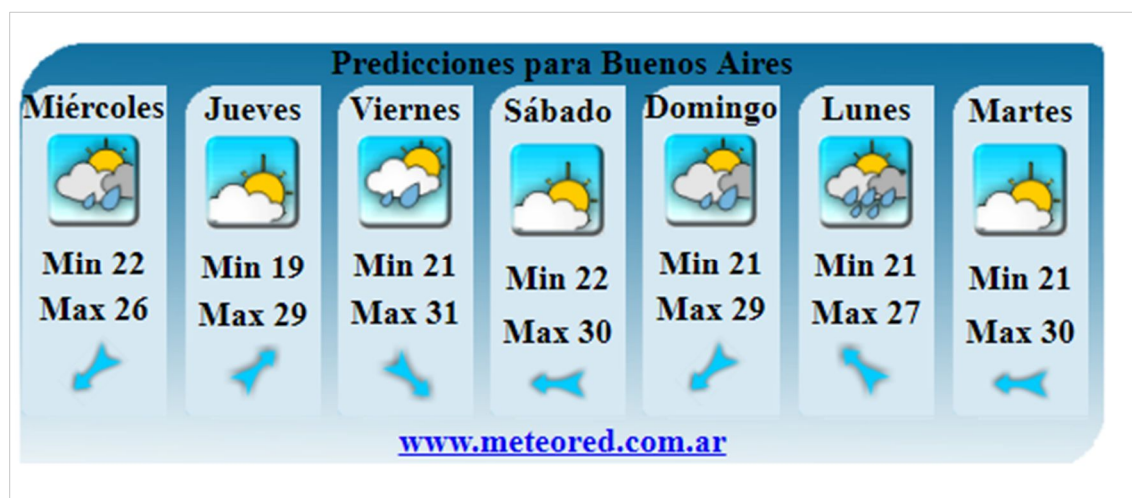 Predicciones para Buenos Aires
Miércoles
Jueves
Viernes
Sábado
Domingo
Lunes
Martes
Min 22
Min 19
Min 21
Min 22
Min 21
Min 21
Min 21
Max 26
Max 29
Max 31
Max 30
Max 29
Max 27
Max 30
www.meteored.com.ar